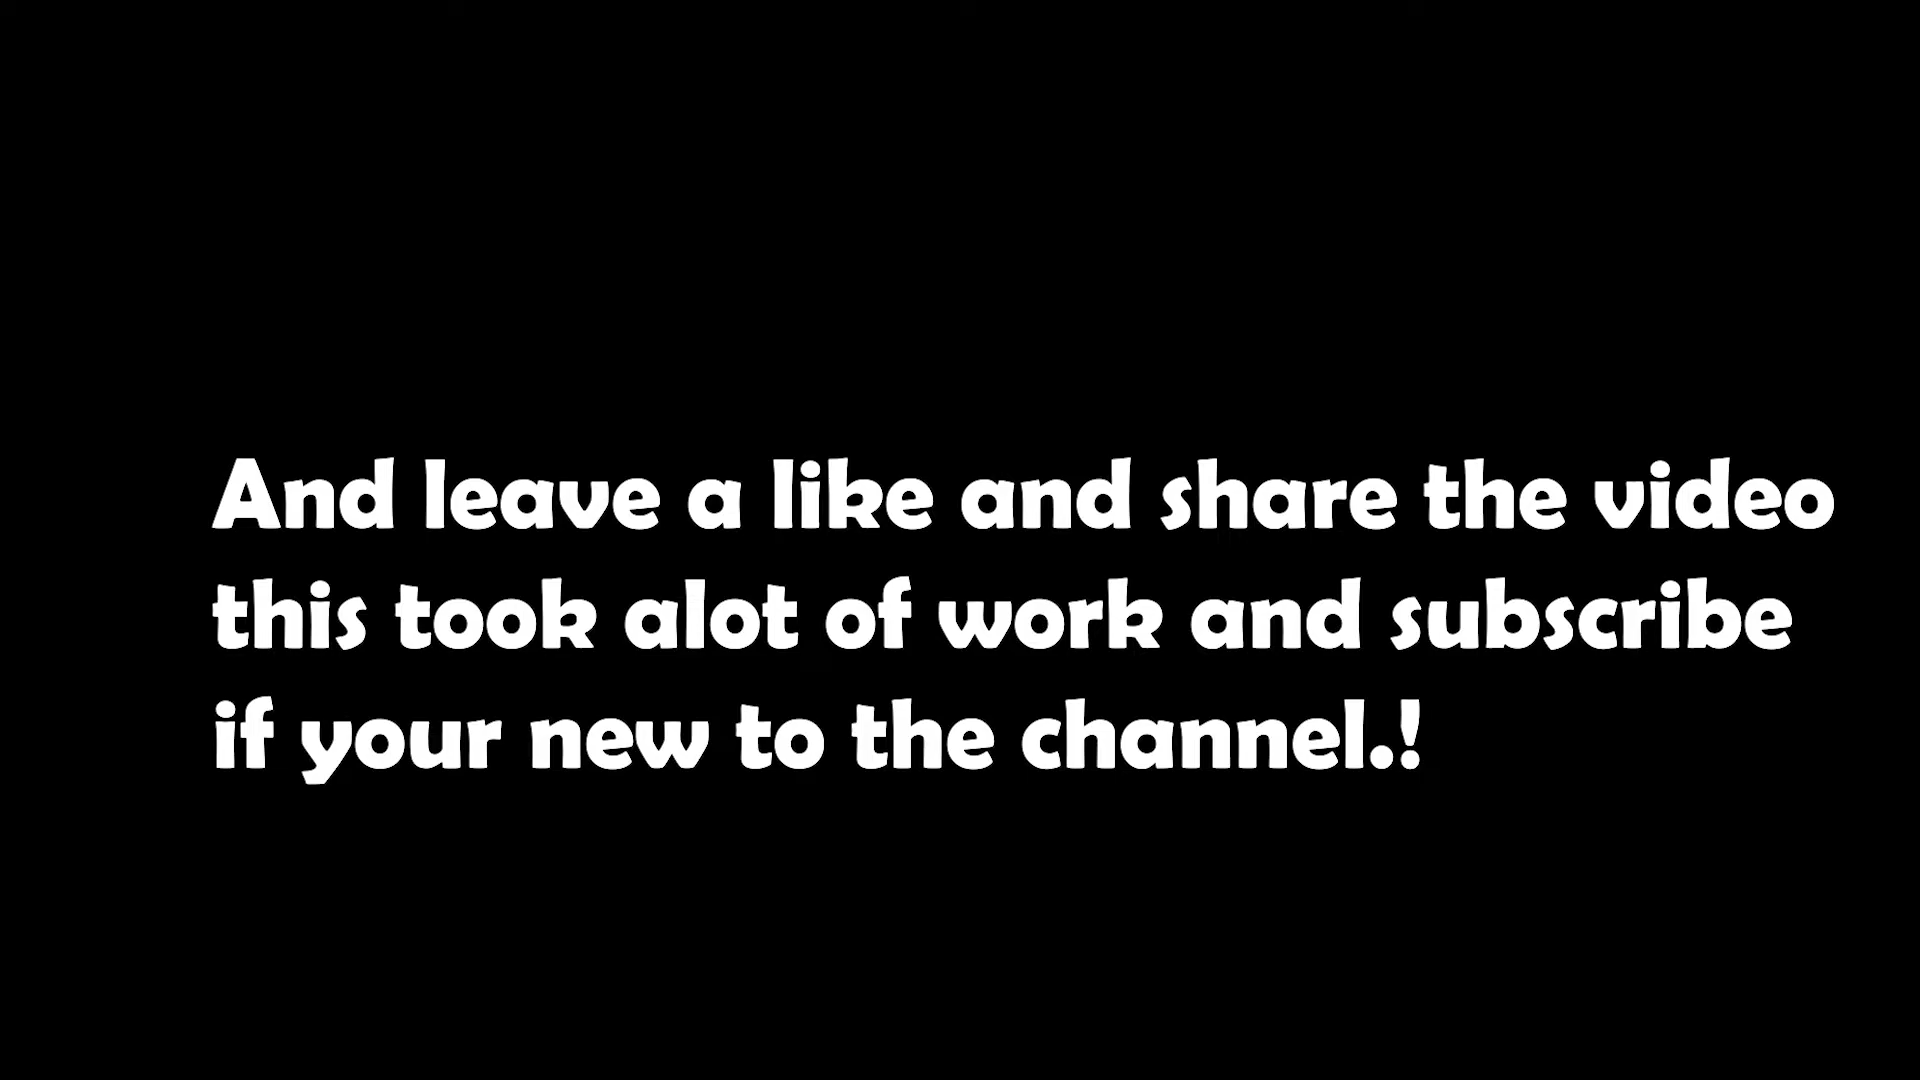 And leave a like and share the video
this took alot of work and subscribe
if your new to the channel.!